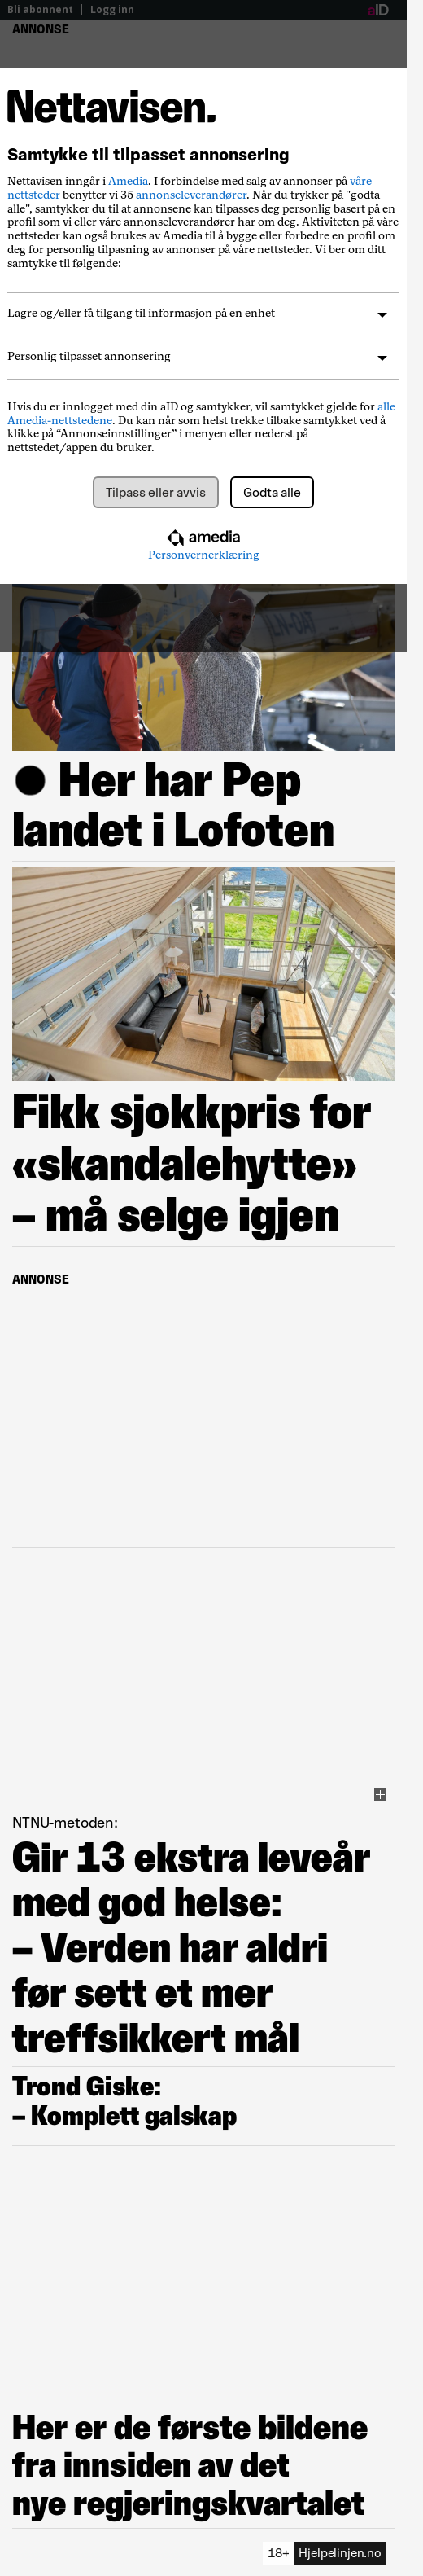 Bli abonnent | Logg inn aID
ANNONSE
Nettavisen.
Samtykke til tilpasset annonsering
Nettavisen inngår i Amedia. I forbindelse med salg av annonser på våre
nettsteder benytter vi 35 annonseleverandører. Når du trykker på "godta
alle", samtykker du til at annonsene kan tilpasses deg personlig basert på en
profil som vi eller våre annonseleverandører har om deg. Aktiviteten på våre
nettsteder kan også brukes av Amedia til å bygge eller forbedre en profil om
deg for personlig tilpasning av annonser på våre nettsteder. Vi ber om ditt
samtykke til følgende:
Lagre og/eller få tilgang til informasjon på en enhet
Personlig tilpasset annonsering
Hvis du er innlogget med din aID og samtykker, vil samtykket gjelde for alle
Amedia-nettstedene. Du kan når som helst trekke tilbake samtykket ved å
klikke på “Annonseinnstillinger” i menyen eller nederst på
nettstedet/appen du bruker.
Tilpass eller avvis Godta alle
amedia
Personvernerklæring
LN-OAT
Her har Pep
landet i Lofoten
Fikk sjokkpris for
«skandalehytte»
– må selge igjen
ANNONSE
NTNU-metoden:
Gir 13 ekstra leveår
med god helse:
– Verden har aldri
før sett et mer
treffsikkert mål
Trond Giske:
– Komplett galskap
Her er de første bildene
fra innsiden av det
nye regjeringskvartalet
18+ Hjelpelinjen.no